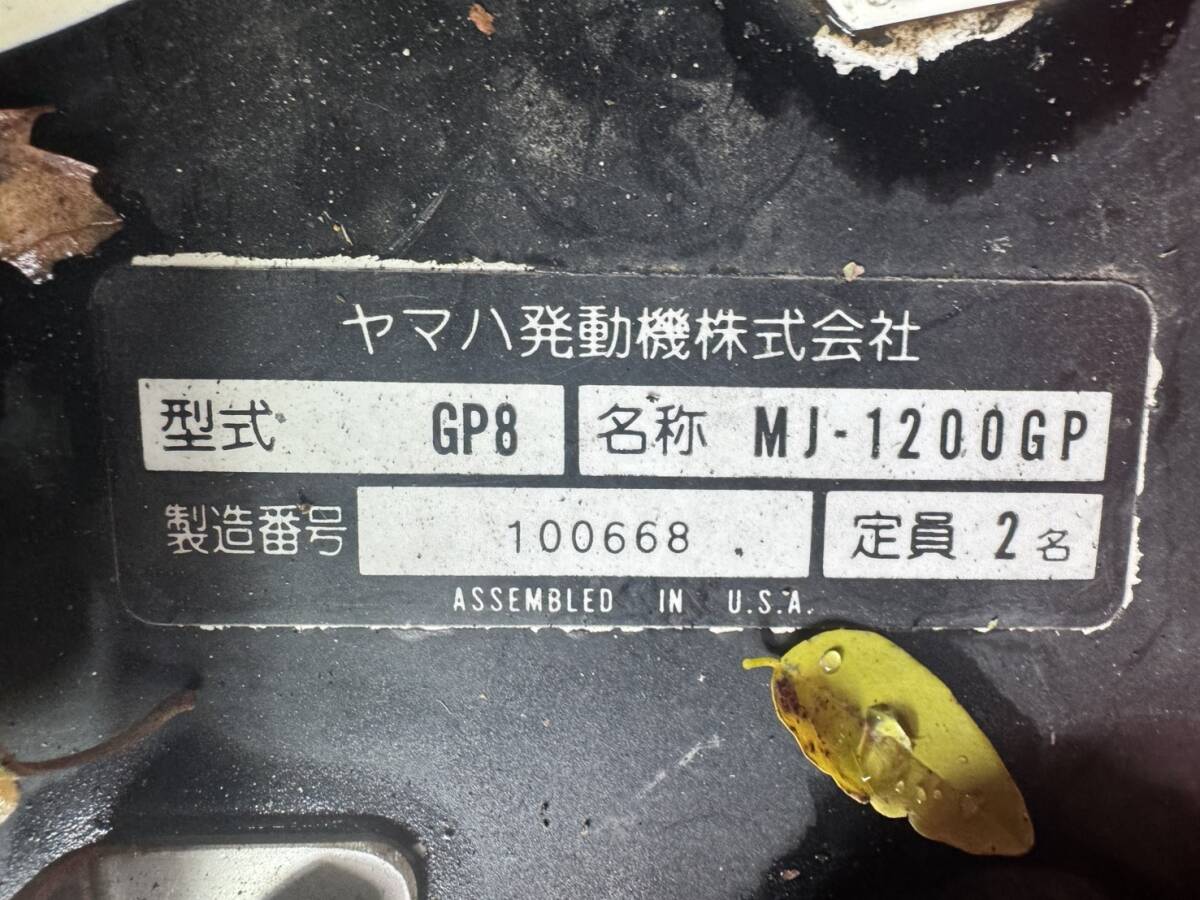 ヤマハ発動機株式会社
型式 GP8 名称 MJ-1200GP
製造番号 100668 定員 2名
ASSEMBLED IN U.S.A.